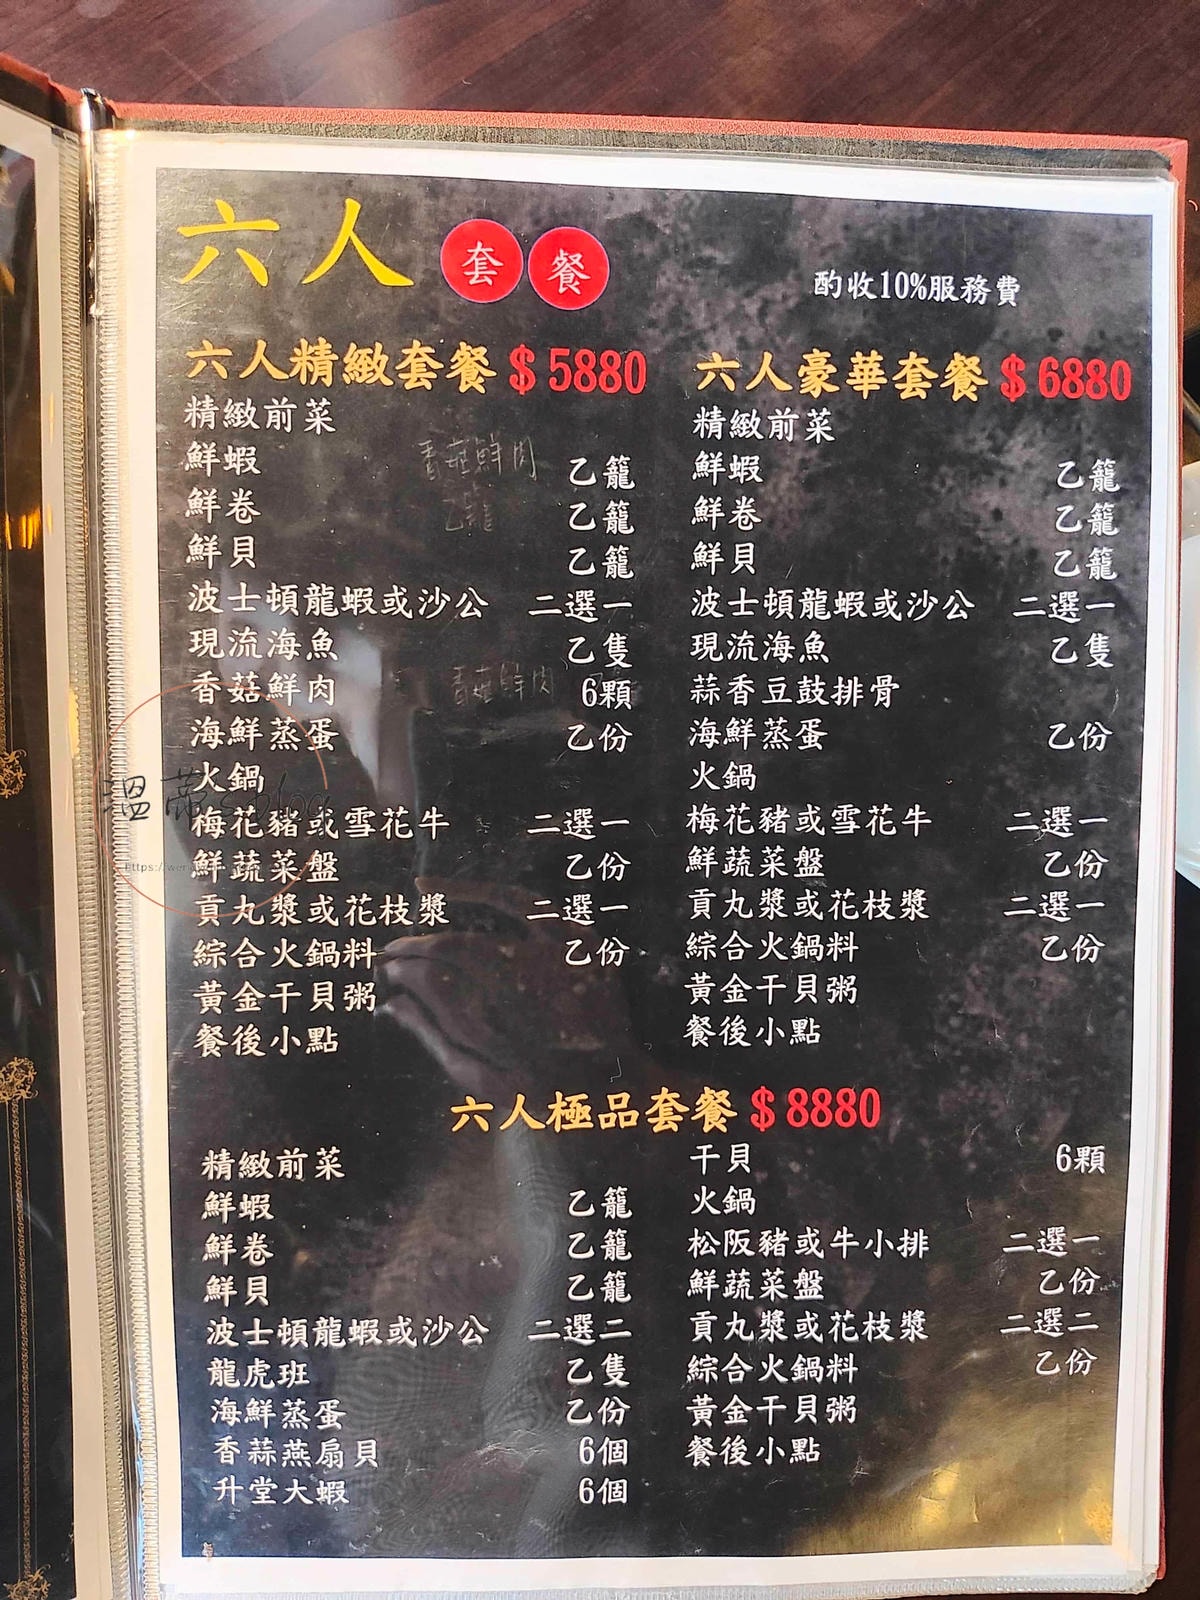 六人 套餐
酌收10%服務費
六人精緻套餐 $5880
精緻前菜
鮮蝦 乙籠
鮮卷 乙籠
鮮貝 乙籠
波士頓龍蝦或沙公 二選一
現流海魚 乙隻
香菇鮮肉 6顆
海鮮蒸蛋 乙份
火鍋
梅花豬或雪花牛 二選一
鮮蔬菜盤 乙份
貢丸漿或花枝漿 二選一
綜合火鍋料 乙份
黃金干貝粥
餐後小點
香菇鮮肉
乙籠
香菇鮮肉
六人豪華套餐 $6880
精緻前菜
鮮蝦 乙籠
鮮卷 乙籠
鮮貝 乙籠
波士頓龍蝦或沙公 二選一
現流海魚 乙隻
蒜香豆鼓排骨
海鮮蒸蛋 乙份
火鍋
梅花豬或雪花牛 二選一
鮮蔬菜盤 乙份
貢丸漿或花枝漿 二選一
綜合火鍋料 乙份
黃金干貝粥
餐後小點
六人極品套餐 $8880
精緻前菜
鮮蝦 乙籠
鮮卷 乙籠
鮮貝 乙籠
波士頓龍蝦或沙公 二選二
龍虎班 乙隻
海鮮蒸蛋 乙份
香蒜燕扇貝 6個
升堂大蝦 6個
干貝 6顆
火鍋
松阪豬或牛小排 二選一
鮮蔬菜盤 乙份
貢丸漿或花枝漿 二選二
綜合火鍋料 乙份
黃金干貝粥
餐後小點